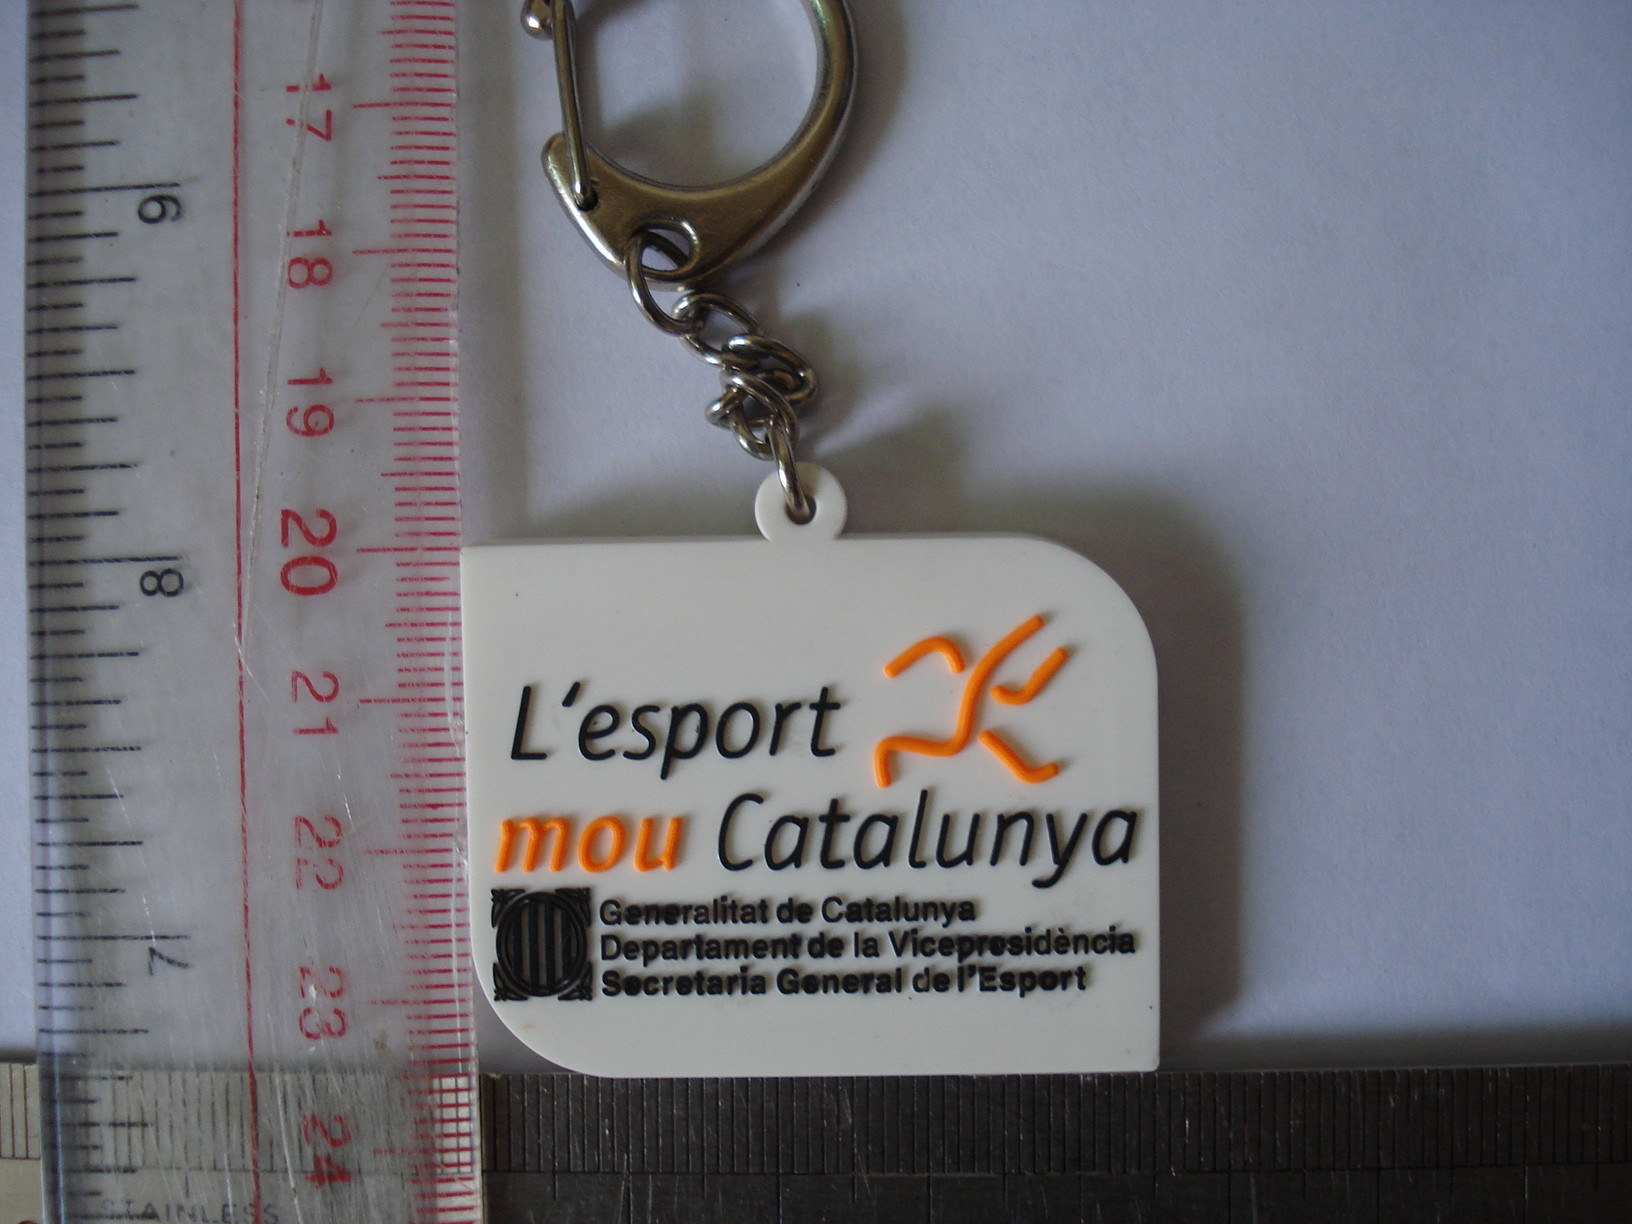 17
6
18
19
20
8
21
22
7
23
24
L'esport
mou Catalunya
Generalitat de Catalunya
Departament de la Vicepresidència
Secretaria General de l'Esport
STAINLESS